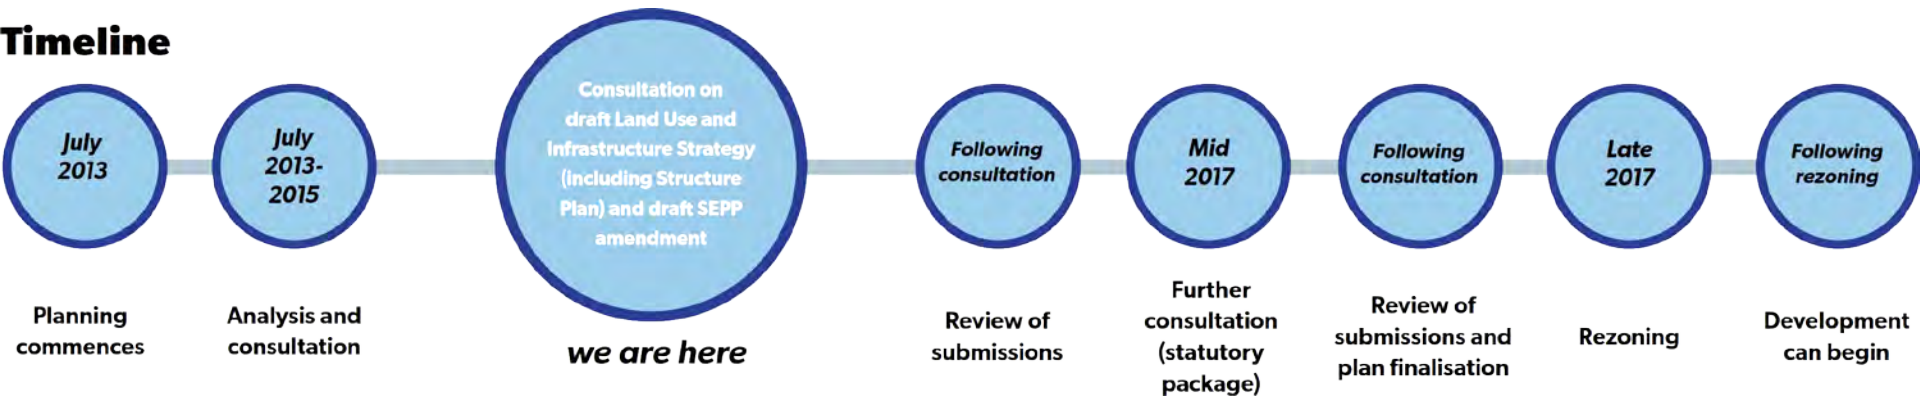 Timeline
July
2013
Planning
commences
July
2013-
2015
Analysis and
consultation
Consultation on
draft Land Use and
Infrastructure Strategy
(including Structure
Plan) and draft SEPP
amendment
we are here
Following
consultation
Review of
submissions
Mid
2017
Further
consultation
(statutory
package)
Following
consultation
Review of
submissions and
plan finalisation
Late
2017
Rezoning
Following
rezoning
Development
can begin